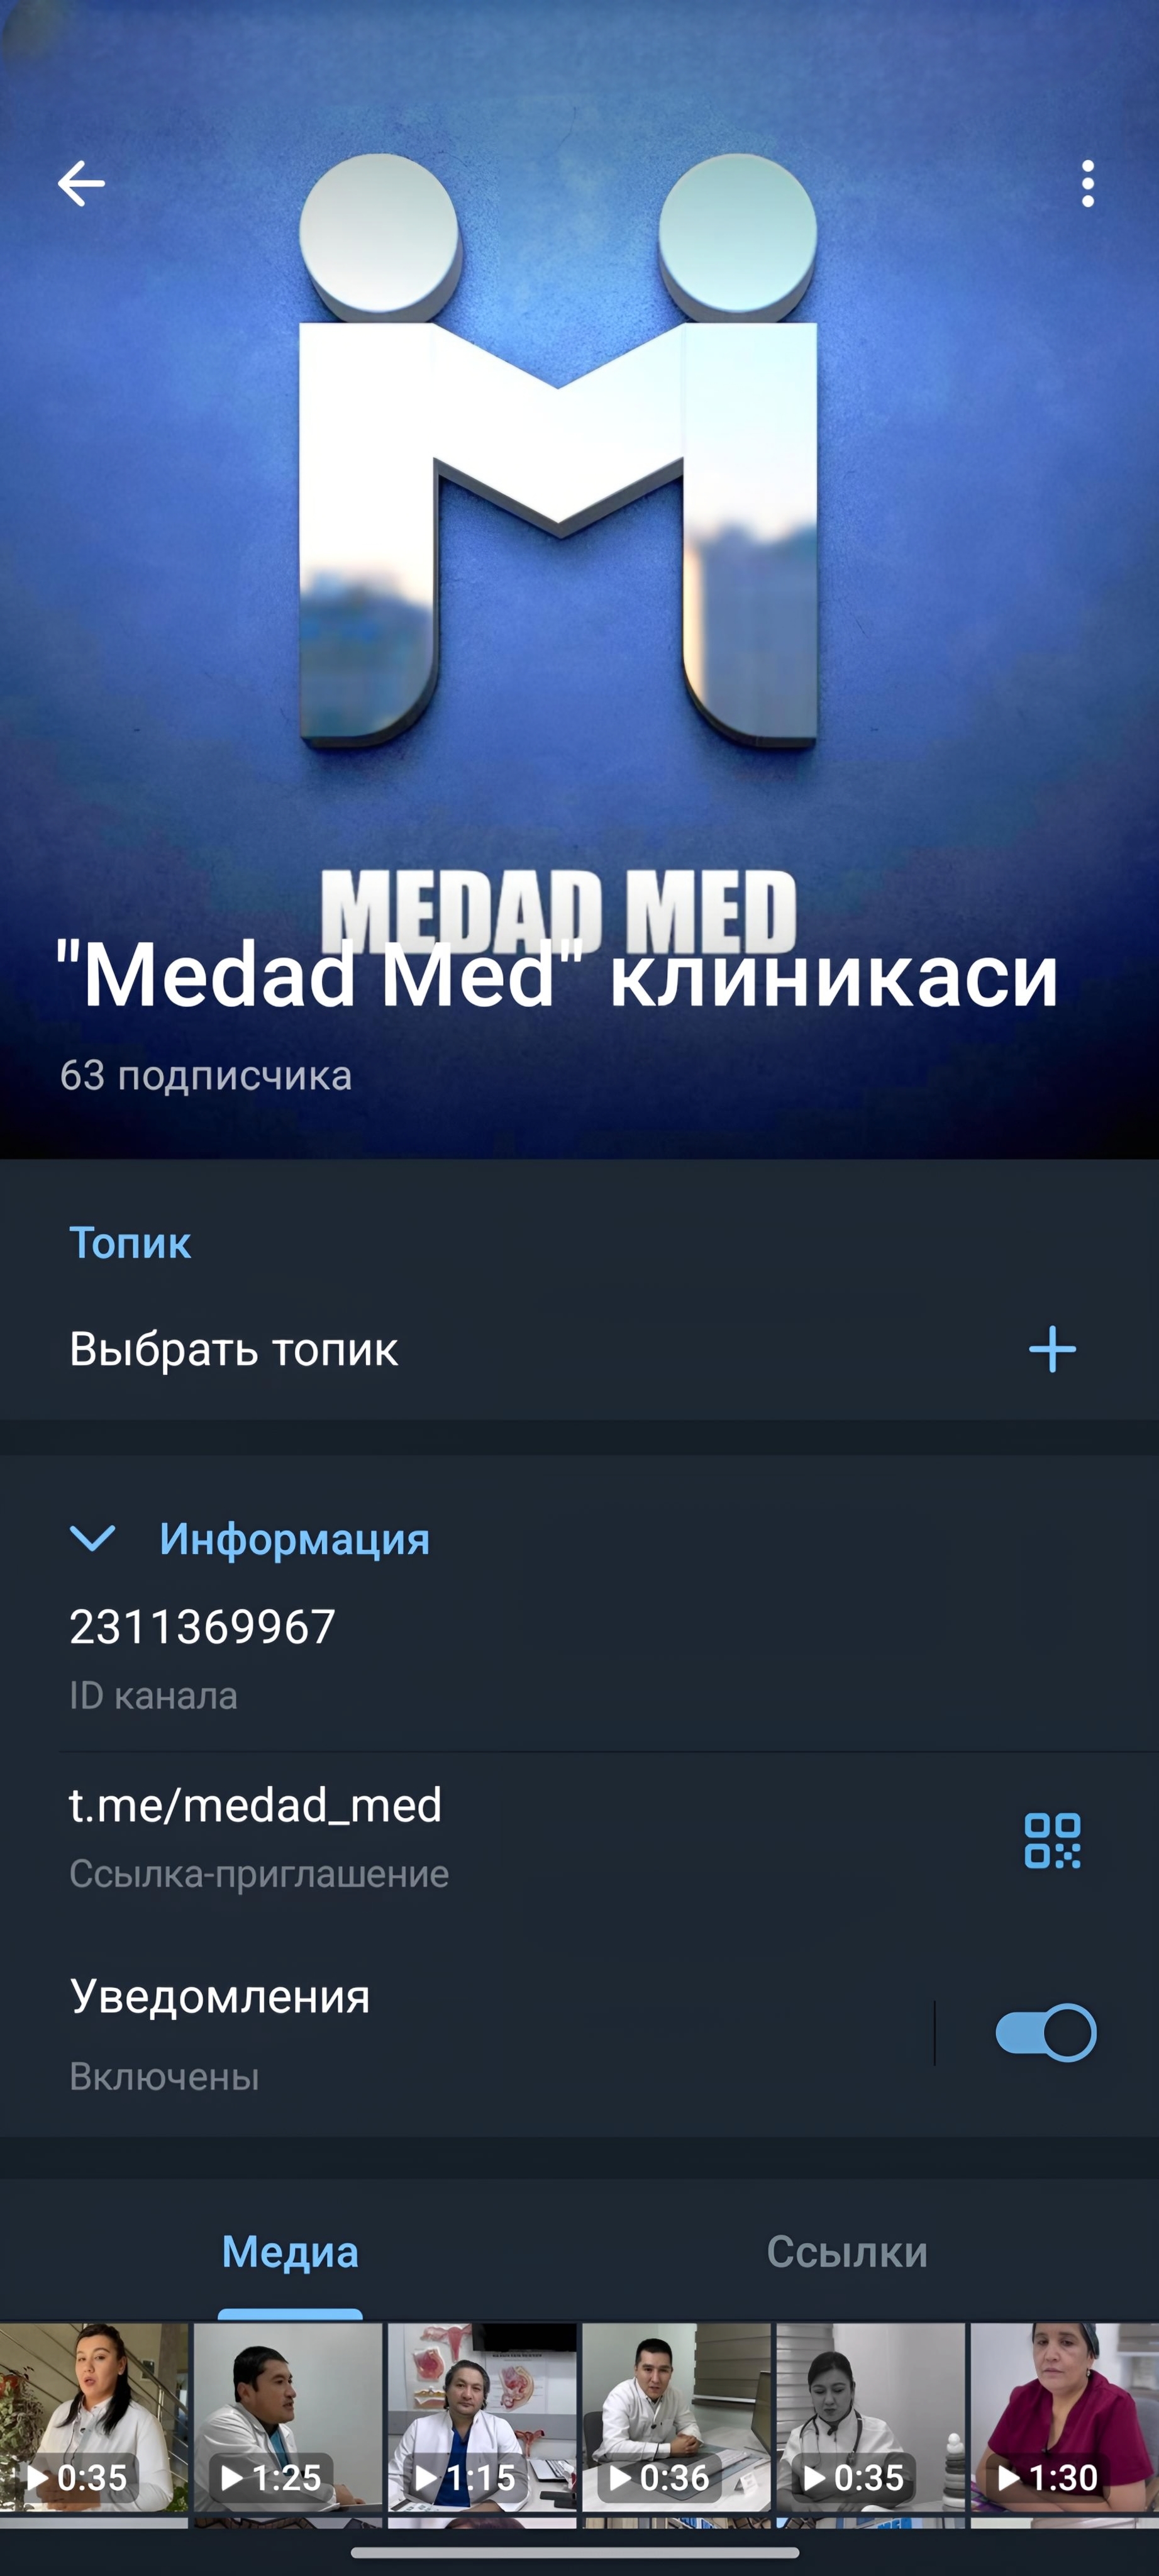 MEDAD MED
"Medad Med" клиникаси
63 подписчика
Топик
Выбрать топик
Информация
2311369967
ID канала
t.me/medad_med
Ссылка-приглашение
Уведомления
Включены
Медиа Ссылки
0:35 1:25 1:15 0:36 0:35 1:30